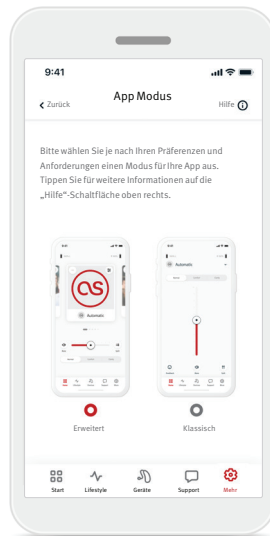 9:41
Zurück
App Modus
Hilfe
Bitte wählen Sie je nach Ihren Präferenzen und
Anforderungen einen Modus für Ihre App aus.
Tippen Sie für weitere Informationen auf die
„Hilfe“-Schaltfläche oben rechts.
Automatic
Automatic
Erweitert
Klassisch
Start
Lifestyle
Geräte
Support
Mehr